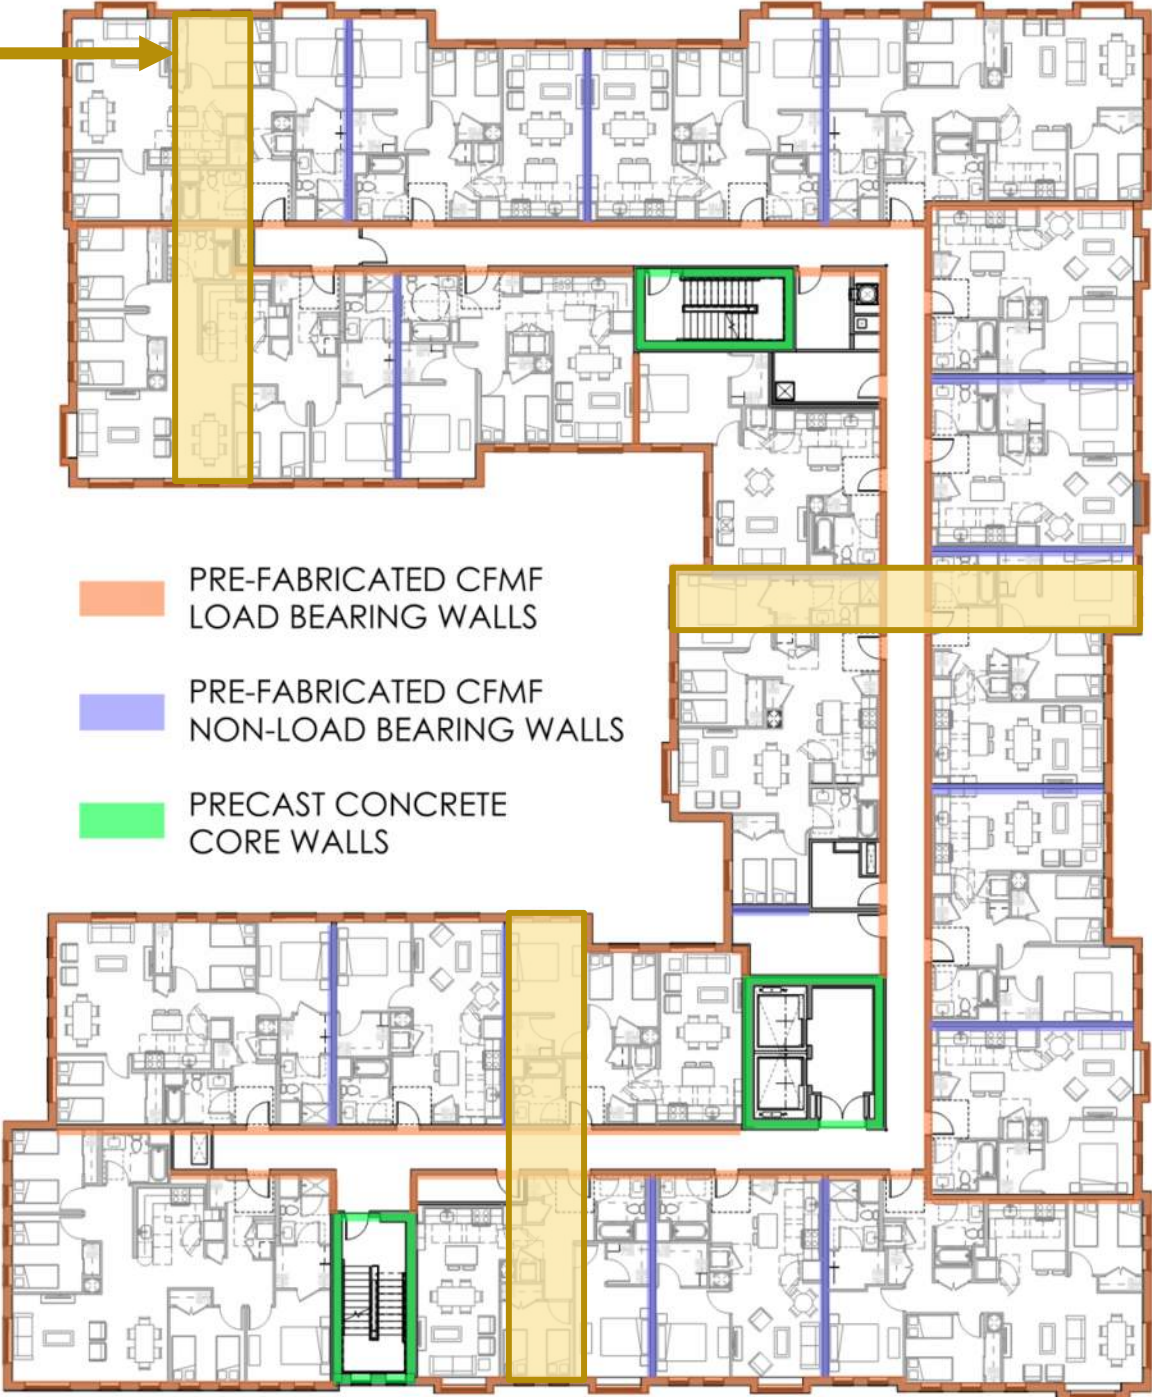 PRE-FABRICATED CFMF
LOAD BEARING WALLS
PRE-FABRICATED CFMF
NON-LOAD BEARING WALLS
PRECAST CONCRETE
CORE WALLS